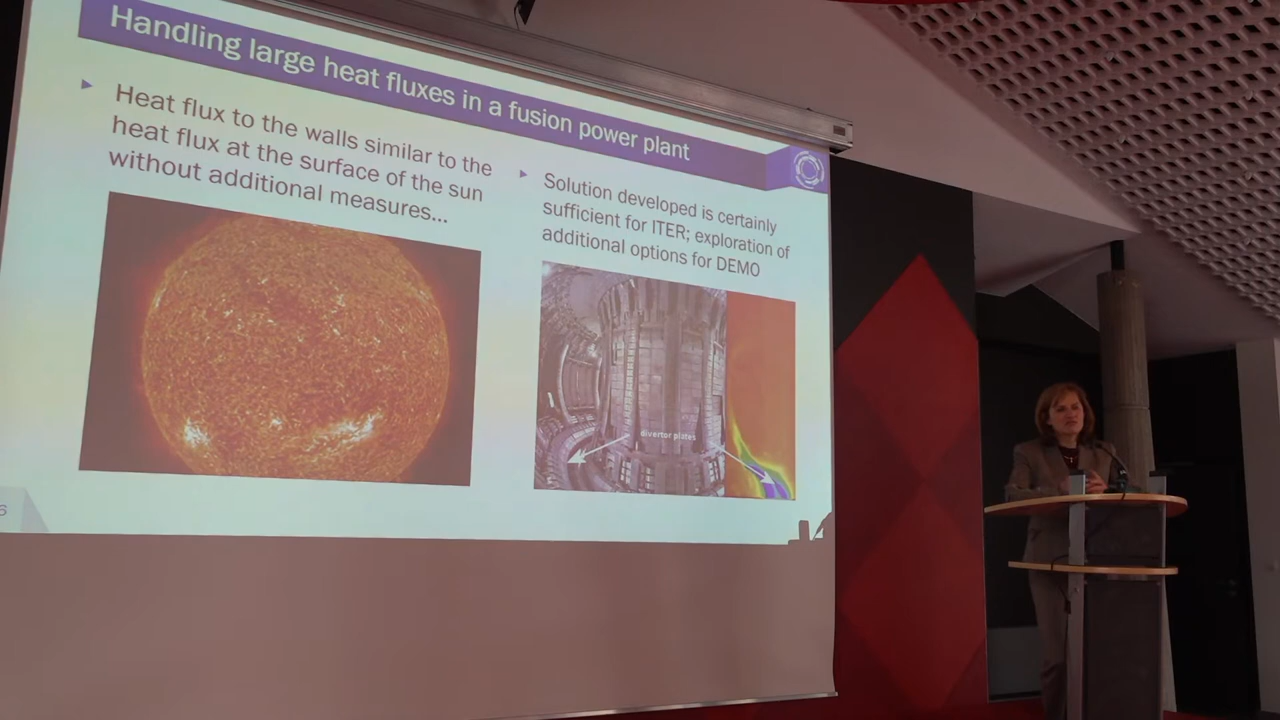 Handling large heat fluxes in a fusion power plant
Heat flux to the walls similar to the
heat flux at the surface of the sun
without additional measures...
Solution developed is certainly
sufficient for ITER; exploration of
additional options for DEMO
divertor plates
6